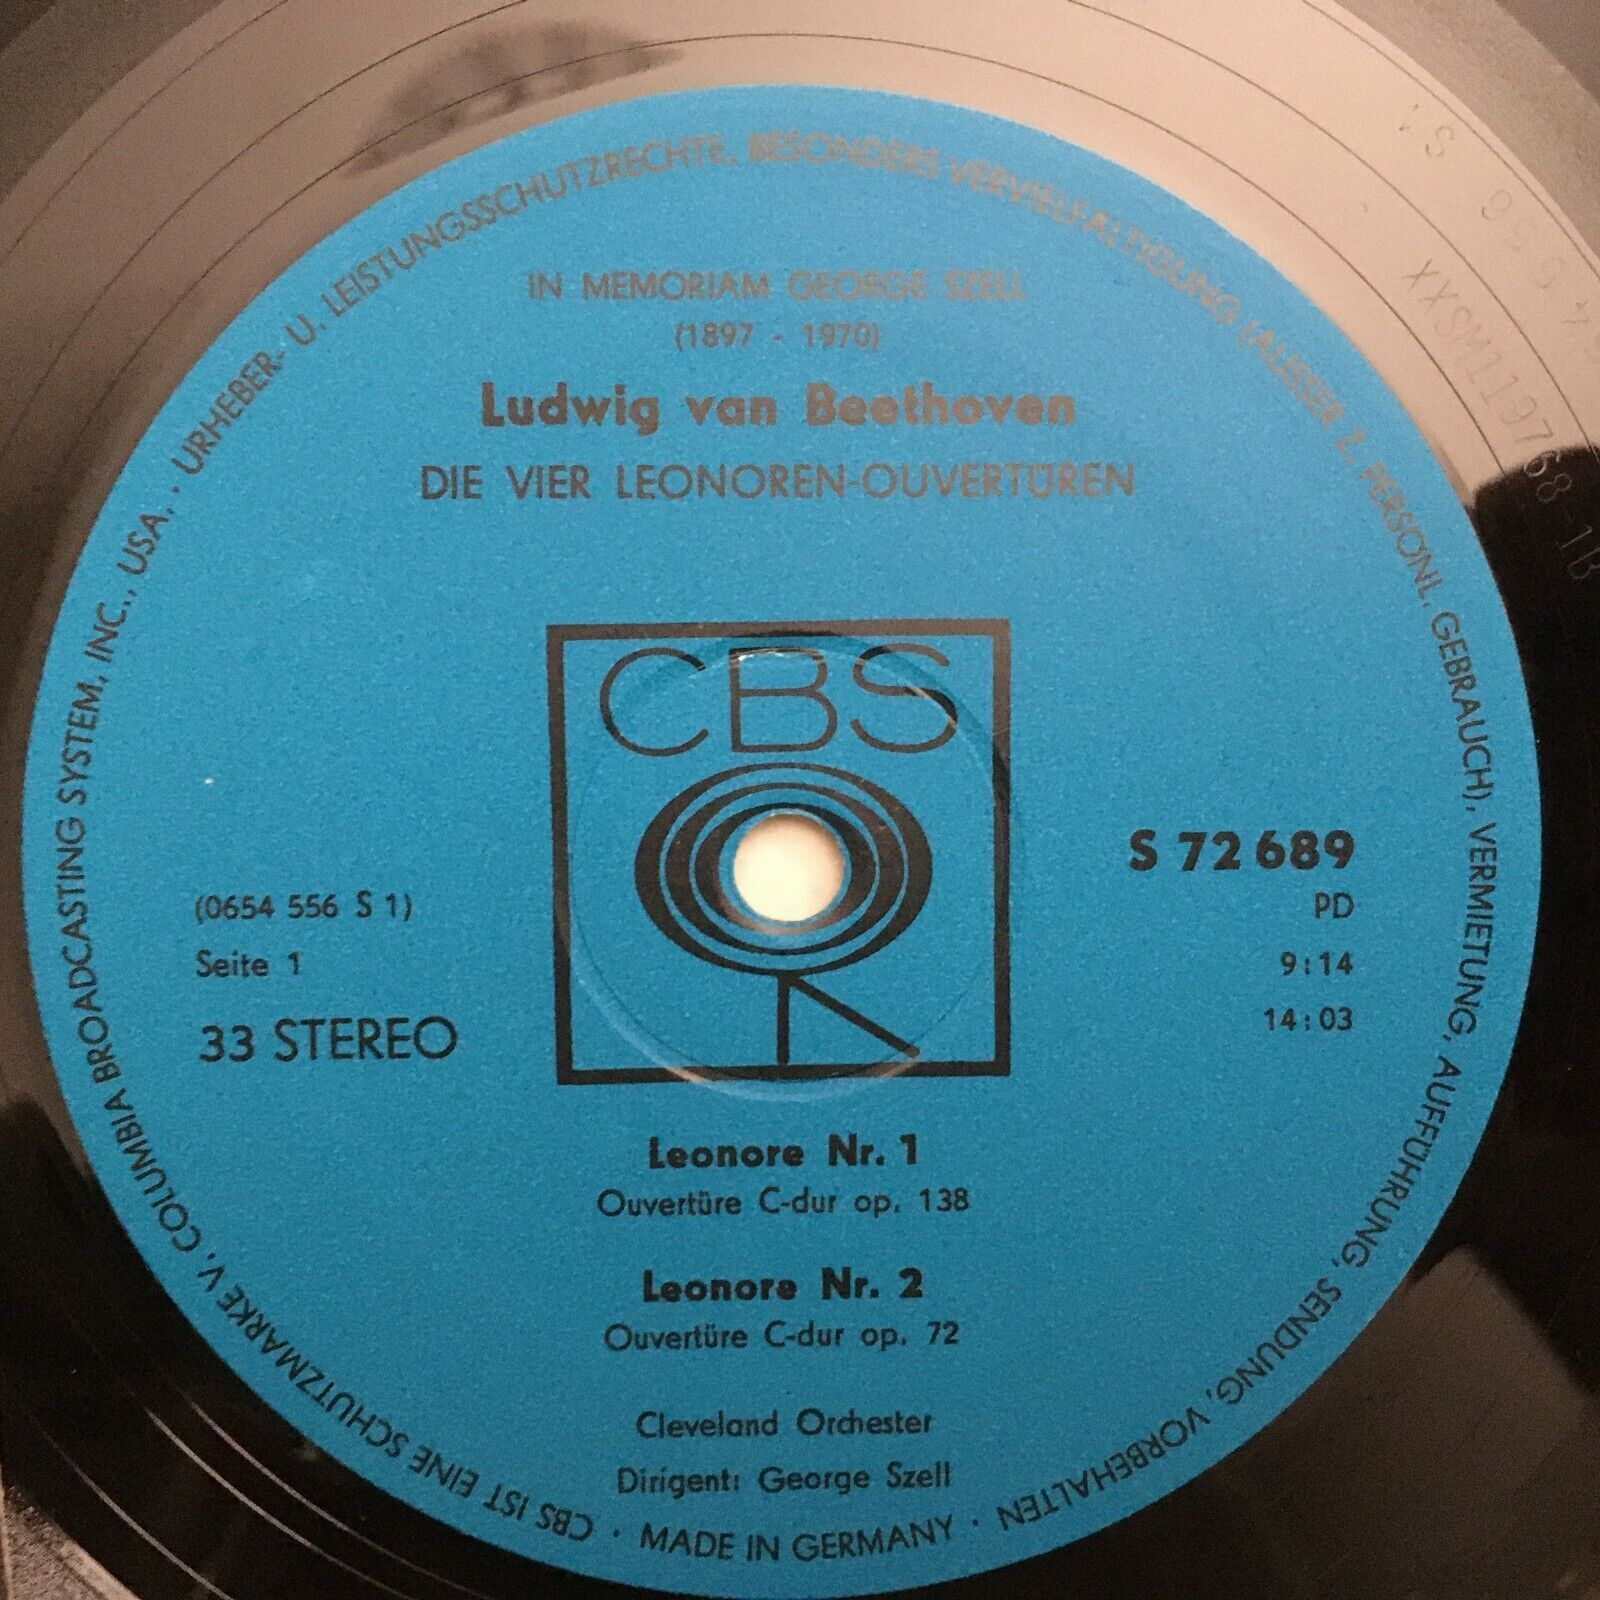 IN MEMORIAM GEORGE SZELL
(1897 - 1970)
Ludwig van Beethoven
DIE VIER LEONOREN-OUVERTÜREN
CBS
S 72 689
PD
9:14
14:03
(0654 556 S 1)
Seite 1
33 STEREO
Leonore Nr. 1
Ouvertüre C-dur op. 138
Leonore Nr. 2
Ouvertüre C-dur op. 72
Cleveland Orchester
Dirigent: George Szell
CBS IST EINE SCHUTZMARKE V. COLUMBIA BROADCASTING SYSTEM, INC., USA. · URHEBER- U. LEISTUNGSSCHUTZRECHTE, BESONDERS VERVIELFÄLTIGUNG (AUSSER Z. PERSÖNL. GEBRAUCH), VERMIETUNG, AUFFÜHRUNG, SENDUNG, VORBEHALTEN · MADE IN GERMANY ·
XXSM119768-1B